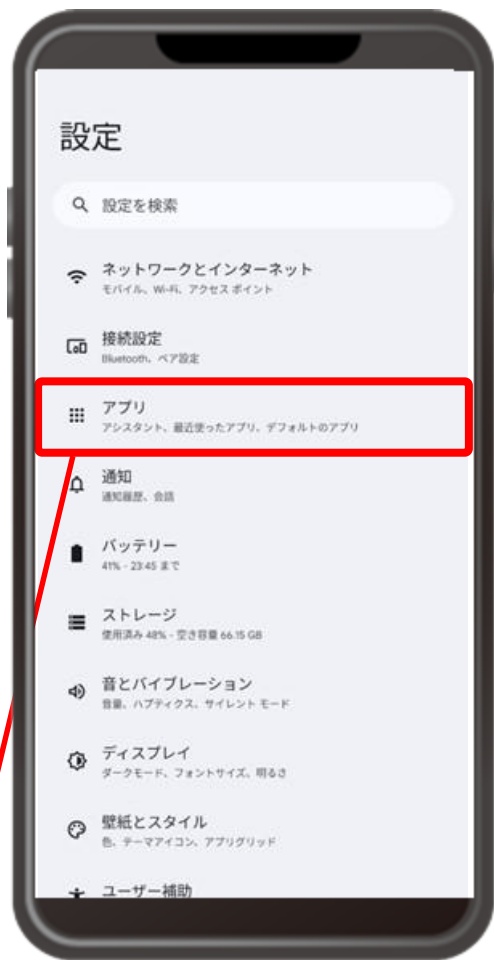 設定
設定を検索
ネットワークとインターネット
モバイル、Wi-Fi、アクセス ポイント
接続設定
Bluetooth、ペア設定
アプリ
アシスタント、最近使ったアプリ、デフォルトのアプリ
通知
通知履歴、会話
バッテリー
41% - 23:45 まで
ストレージ
使用済み 48% - 空き容量 66.15 GB
音とバイブレーション
音量、ハプティクス、サイレント モード
ディスプレイ
ダークモード、フォントサイズ、明るさ
壁紙とスタイル
色、テーマアイコン、アプリグリッド
ユーザー補助